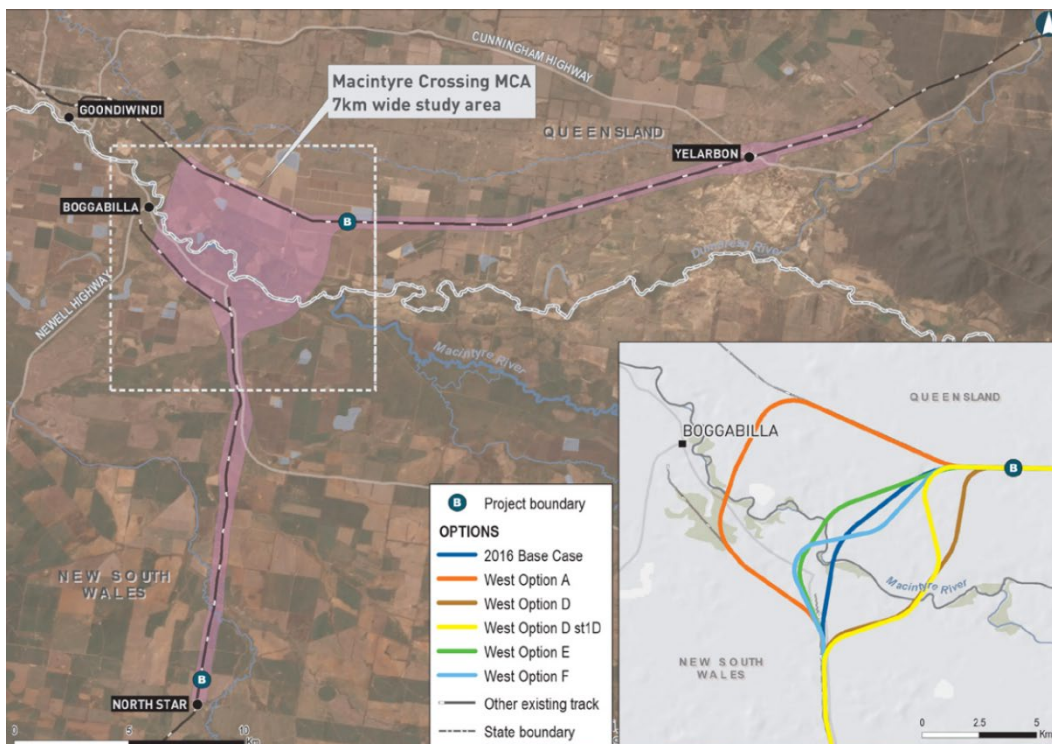 CUNNINGHAM HIGHWAY
Macintyre Crossing MCA
7km wide study area
GOONDIWINDI
QUEENSLAND
YELARBON
BOGGABILLA
B
Dumaresq River
NEWELL HIGHWAY
Macintyre River
NEW SOUTH
WALES
B
NORTH STAR
0 5 10
Km
B Project boundary
OPTIONS
2016 Base Case
West Option A
West Option D
West Option D st1D
West Option E
West Option F
Other existing track
State boundary
QUEENSLAND
BOGGABILLA
B
Macintyre River
NEW SOUTH
WALES
0 2.5 5
Km